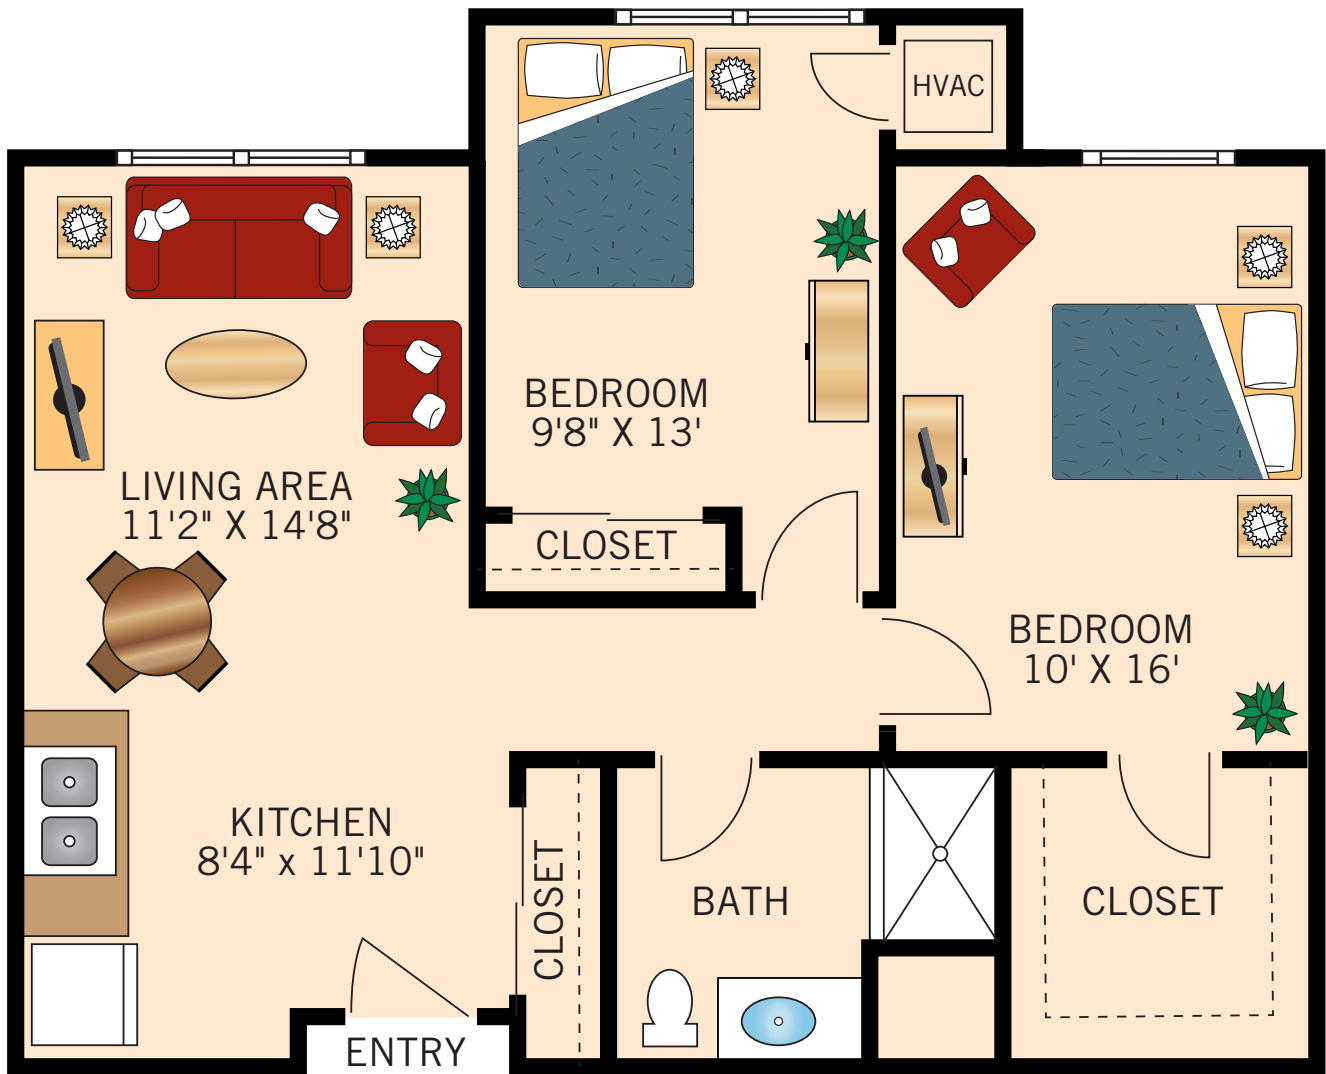 HVAC
BEDROOM
9'8" X 13'
LIVING AREA
11'2" X 14'8"
CLOSET
BEDROOM
10' X 16'
KITCHEN
8'4" x 11'10"
CLOSET
BATH
CLOSET
ENTRY